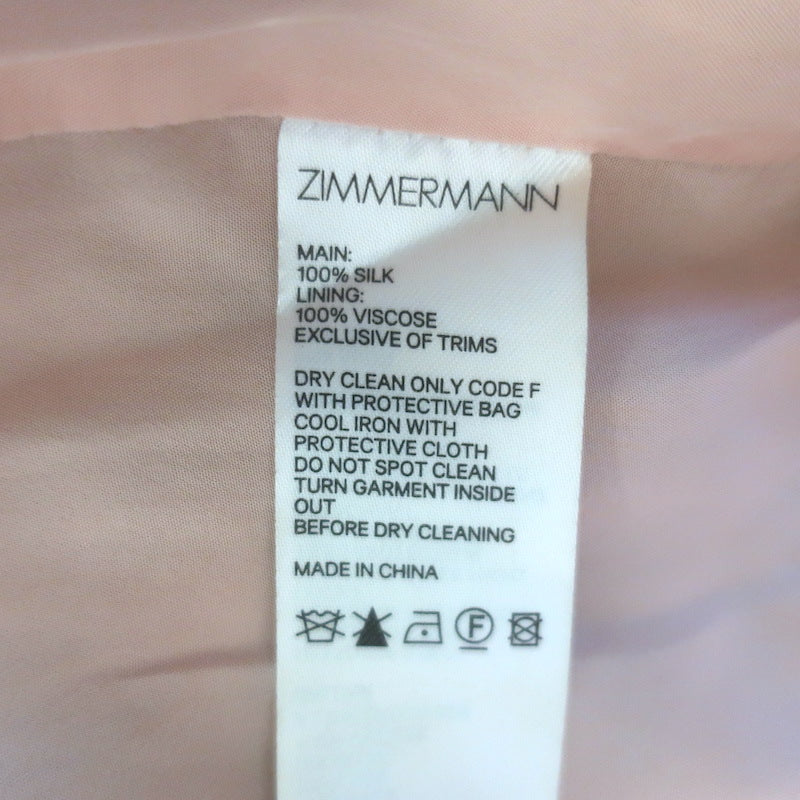 ZIMMERMANN
MAIN:
100% SILK
LINING:
100% VISCOSE
EXCLUSIVE OF TRIMS
DRY CLEAN ONLY CODE F
WITH PROTECTIVE BAG
COOL IRON WITH
PROTECTIVE CLOTH
DO NOT SPOT CLEAN
TURN GARMENT INSIDE
OUT
BEFORE DRY CLEANING
MADE IN CHINA
F